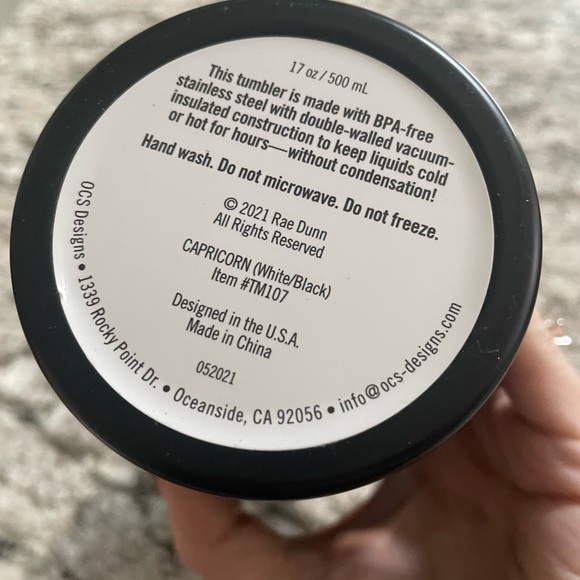 17 oz / 500 mL
This tumbler is made with BPA-free
stainless steel with double-walled vacuum-
insulated construction to keep liquids cold
or hot for hours—without condensation!
Hand wash. Do not microwave. Do not freeze.
© 2021 Rae Dunn
All Rights Reserved
CAPRICORN (White/Black)
Item #TM107
Designed in the U.S.A.
Made in China
052021
OCS Designs • 1339 Rocky Point Dr. • Oceanside, CA 92056 • info@ocs-designs.com